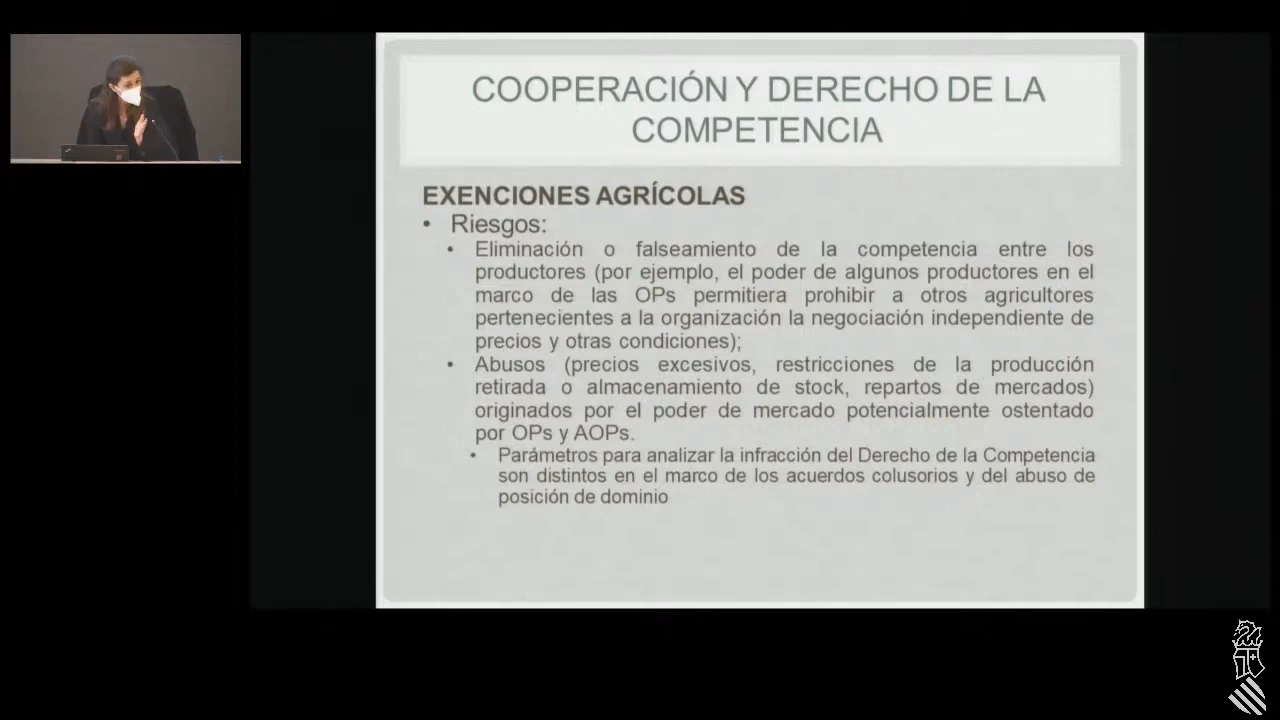 COOPERACIÓN Y DERECHO DE LA
COMPETENCIA
EXENCIONES AGRÍCOLAS
• Riesgos:
• Eliminación o falseamiento de la competencia entre los
productores (por ejemplo, el poder de algunos productores en el
marco de las OPs permitiera prohibir a otros agricultores
pertenecientes a la organización la negociación independiente de
precios y otras condiciones);
• Abusos (precios excesivos, restricciones de la producción
retirada o almacenamiento de stock, repartos de mercados)
originados por el poder de mercado potencialmente ostentado
por OPs y AOPs.
• Parámetros para analizar la infracción del Derecho de la Competencia
son distintos en el marco de los acuerdos colusorios y del abuso de
posición de dominio